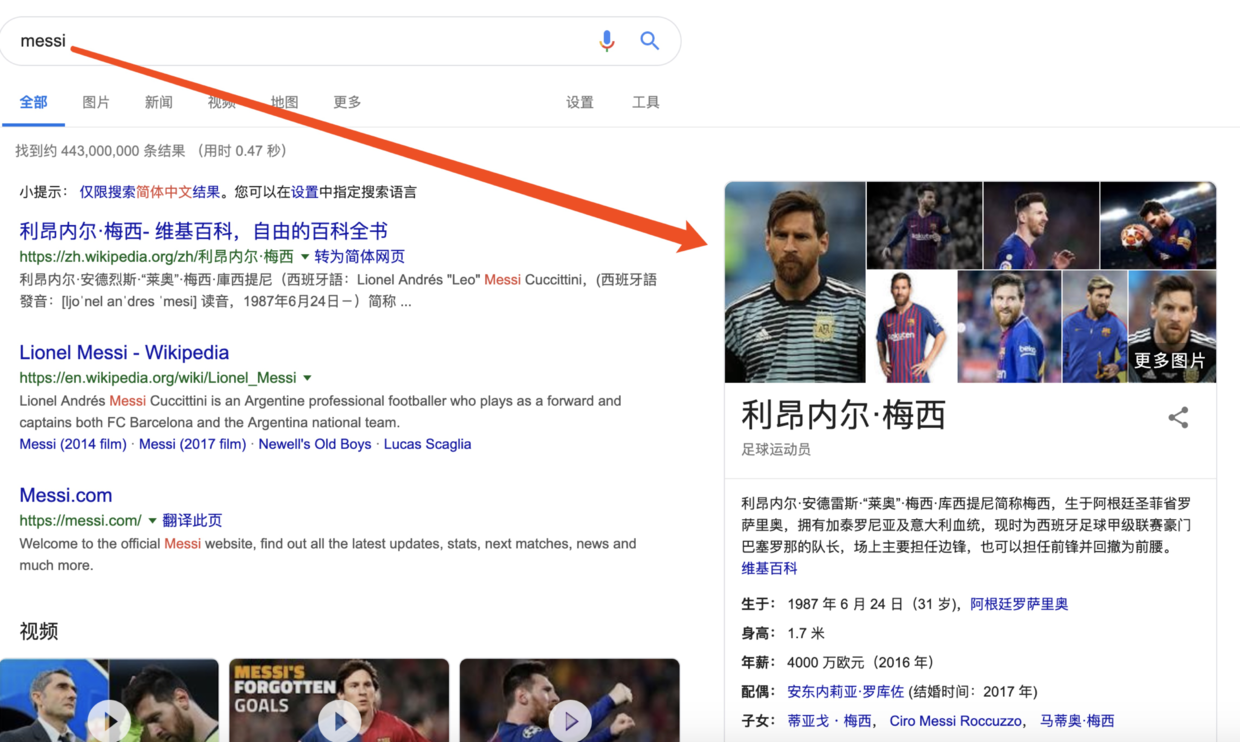 messi
全部 图片 新闻 视频 地图 更多 设置 工具
找到约 443,000,000 条结果 （用时 0.47 秒）
小提示： 仅限搜索简体中文结果。您可以在设置中指定搜索语言
利昂内尔·梅西- 维基百科，自由的百科全书
https://zh.wikipedia.org/zh/利昂内尔·梅西 转为简体网页
利昂内尔·安德烈斯·“莱奥”·梅西·庫西提尼（西班牙語：Lionel Andrés "Leo" Messi Cuccittini，(西班牙語
發音：[ljoˈnel anˈdres ˈmesi] 读音，1987年6月24日－）简称 ...
Lionel Messi - Wikipedia
https://en.wikipedia.org/wiki/Lionel_Messi
Lionel Andrés Messi Cuccittini is an Argentine professional footballer who plays as a forward and
captains both FC Barcelona and the Argentina national team.
Messi (2014 film) · Messi (2017 film) · Newell's Old Boys · Lucas Scaglia
Messi.com
https://messi.com/ 翻译此页
Welcome to the official Messi website, find out all the latest updates, stats, next matches, news and
much more.
视频
MESSI'S
FORGOTTEN
GOALS
更多图片
利昂内尔·梅西
足球运动员
利昂内尔·安德雷斯·“莱奥”·梅西·库西提尼简称梅西，生于阿根廷圣菲省罗
萨里奥，拥有加泰罗尼亚及意大利血统，现时为西班牙足球甲级联赛豪门
巴塞罗那的队长，场上主要担任边锋，也可以担任前锋并回撤为前腰。
维基百科
生于： 1987 年 6 月 24 日（31 岁)，阿根廷罗萨里奥
身高： 1.7 米
年薪： 4000 万欧元（2016 年）
配偶： 安东内莉亚·罗库佐 (结婚时间：2017 年)
子女： 蒂亚戈 · 梅西， Ciro Messi Roccuzzo， 马蒂奥·梅西